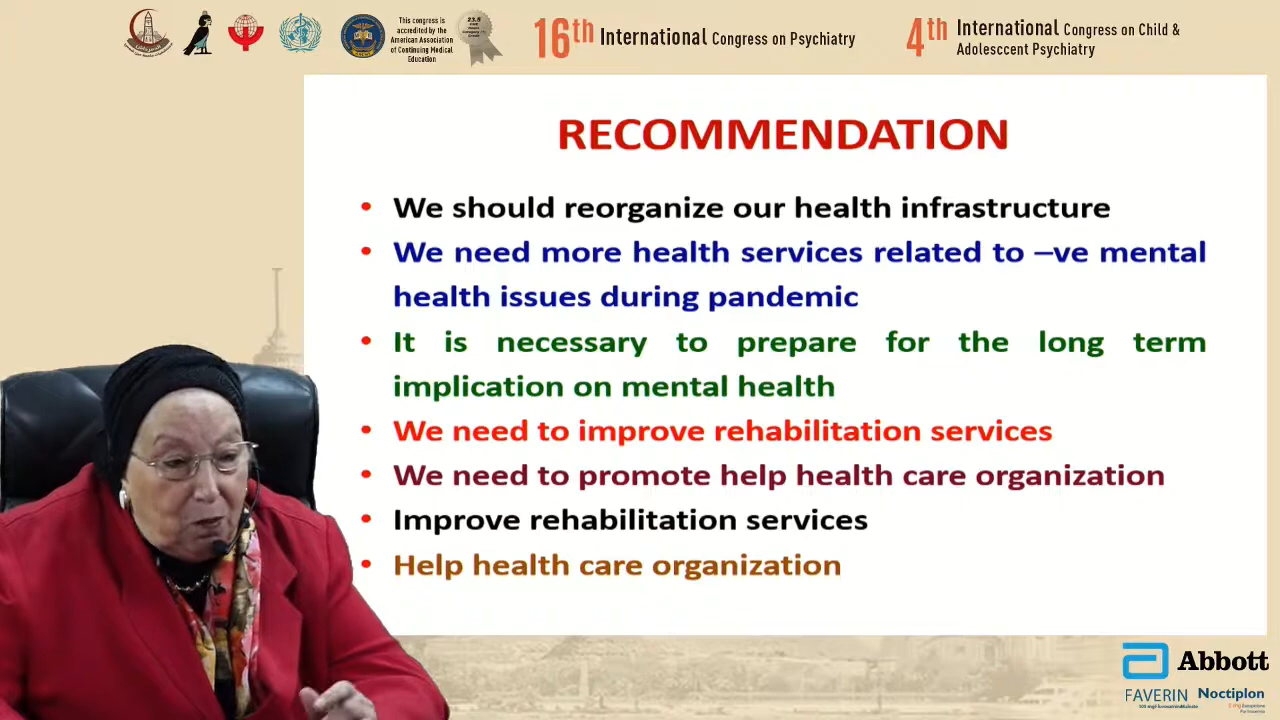 This congress is
accredited by the
American Association
of Continuing Medical
Education
23.5
16th International Congress on Psychiatry
4th International Congress on Child &
Adolesccent Psychiatry
RECOMMENDATION
• We should reorganize our health infrastructure
• We need more health services related to –ve mental
health issues during pandemic
• It is necessary to prepare for the long term
implication on mental health
• We need to improve rehabilitation services
• We need to promote help health care organization
• Improve rehabilitation services
• Help health care organization
Abbott
FAVERIN Noctiplon